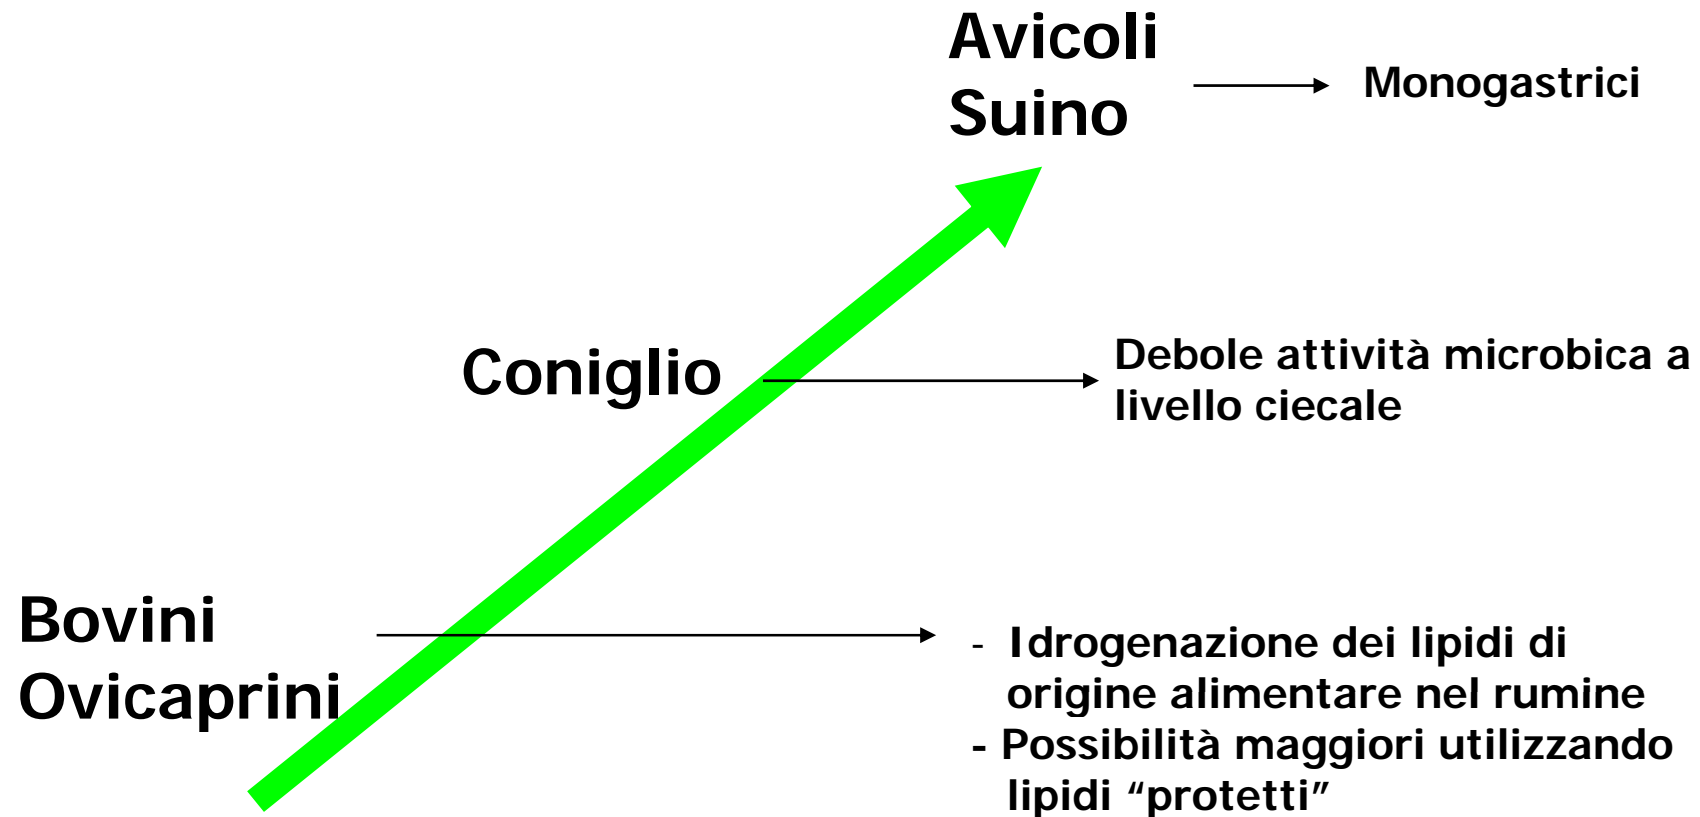 Avicoli
Suino
Monogastrici
Coniglio
Debole attività microbica a
livello ciecale
Bovini
Ovicaprini
- Idrogenazione dei lipidi di
origine alimentare nel rumine
- Possibilità maggiori utilizzando
lipidi “protetti”